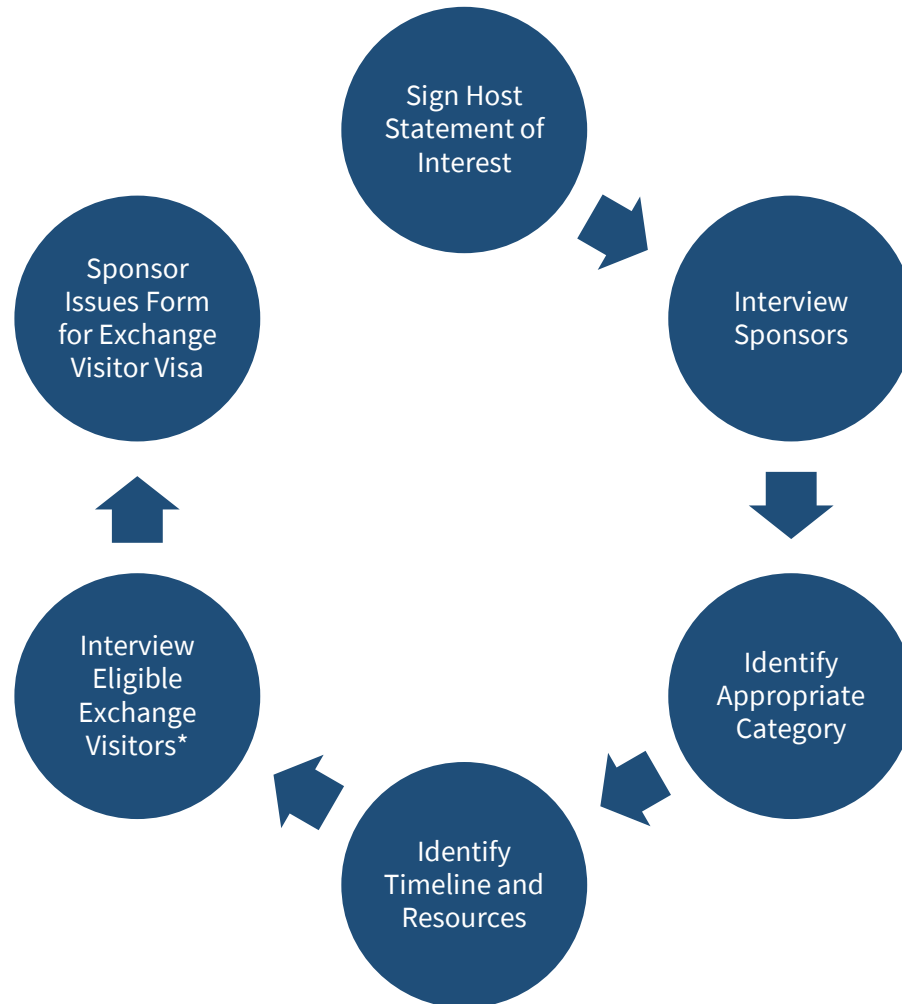 Sign Host
Statement of
Interest
Interview
Sponsors
Identify
Appropriate
Category
Identify
Timeline and
Resources
Interview
Eligible
Exchange
Visitors*
Sponsor
Issues Form
for Exchange
Visitor Visa